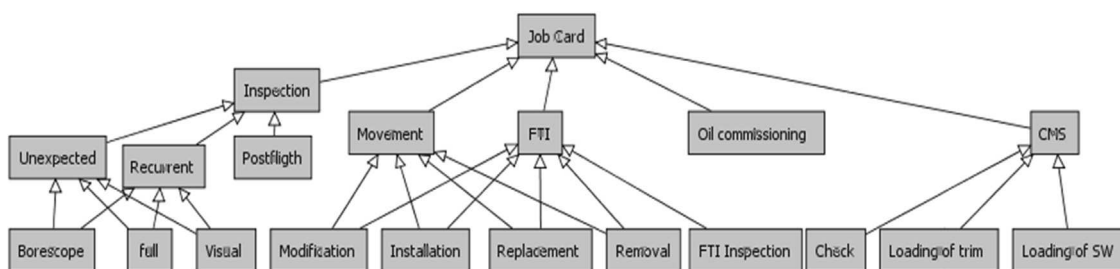 Job Card
Inspection
Movement
FTI
Oil commissioning
CMS
Unexpected
Recurrent
Postfligth
Borescope
full
Visual
Modification
Installation
Replacement
Removal
FTI Inspection
Check
Loading of trim
Loading of SW